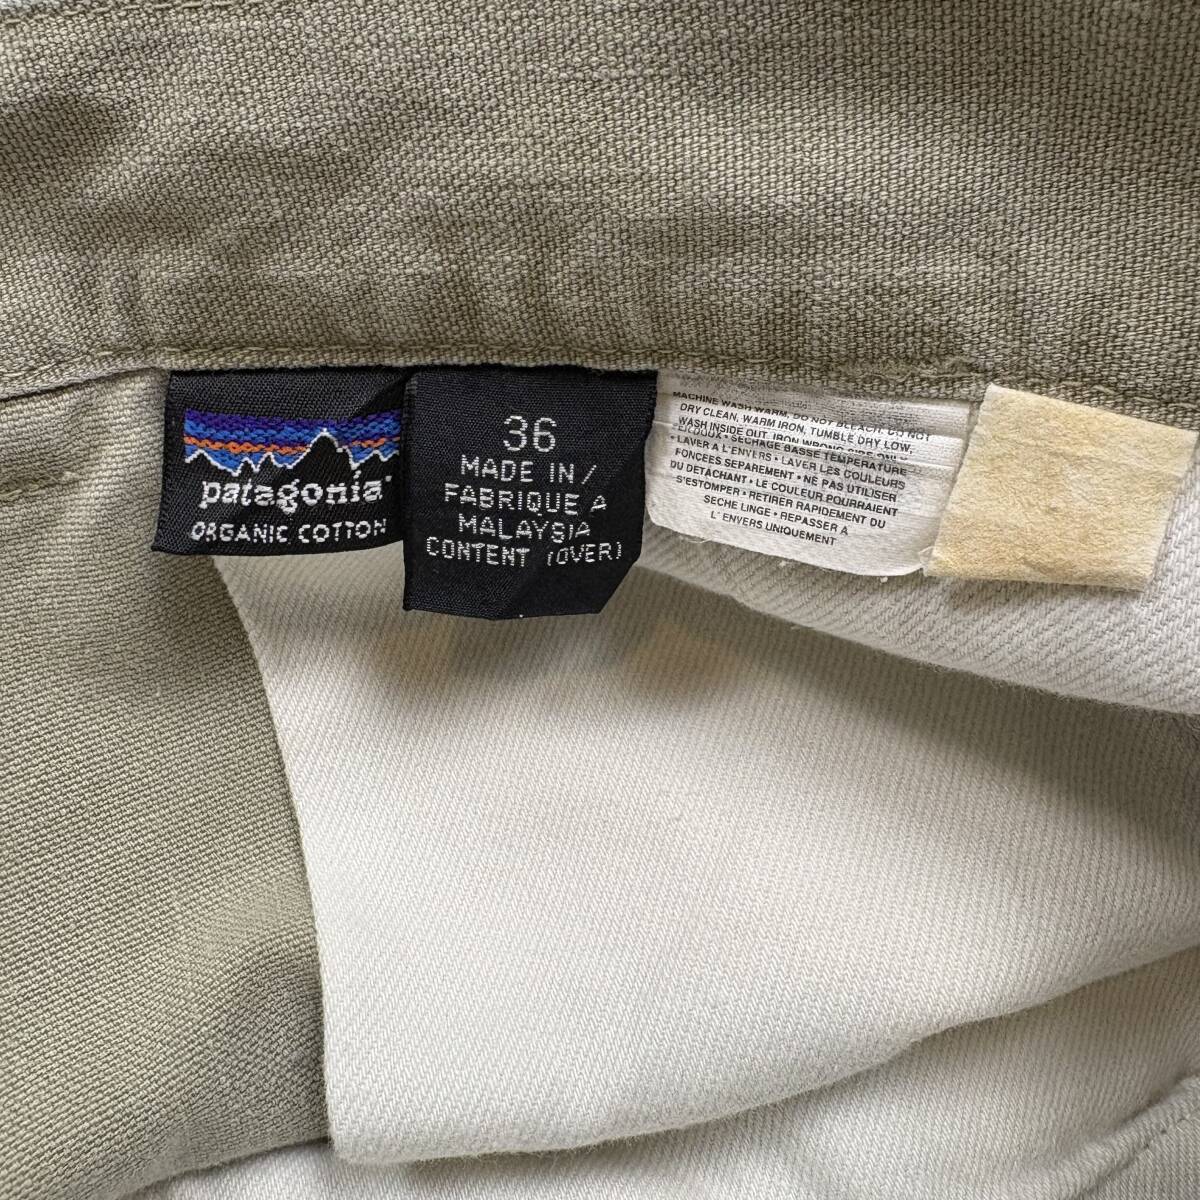 patagonia
ORGANIC COTTON
36
MADE IN/
FABRIQUE A
MALAYSIA
CONTENT (OVER)
MACHINE WASH WARM, DO NOT BLEACH. DO NOT
DRY CLEAN, WARM IRON, TUMBLE DRY LOW,
WASH INSIDE OUT, IRON WRONG SIDE ONLY
TIEDOUX • SECHAGE BASSE TEMPERATURE
• LAVER A L'ENVERS • LAVER LES COULEURS
FONCEES SEPAREMENT • NE PAS UTILISER
DU DETACHANT • LE COULEUR POURRAIENT
S'ESTOMPER • RETIRER RAPIDEMENT DU
SECHE LINGE • REPASSER A
L' ENVERS UNIQUEMENT